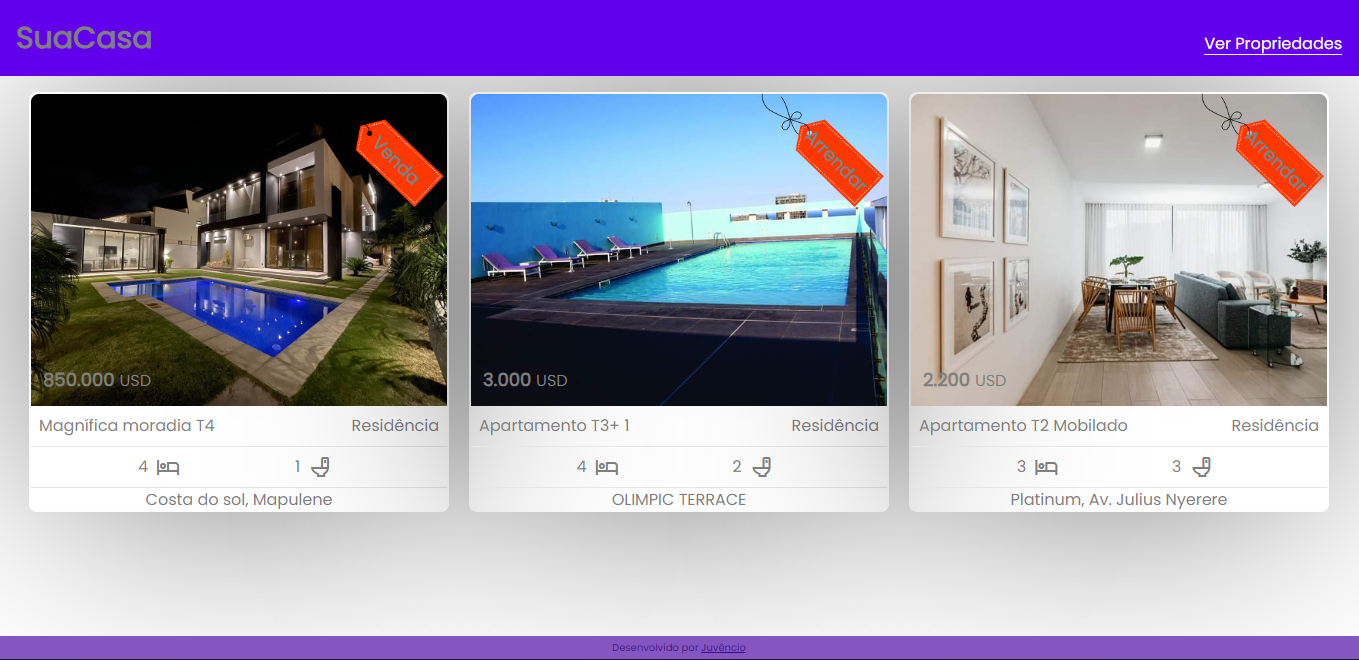 SuaCasa
Ver Propriedades
Venda
850.000 USD
Magnífica moradia T4 Residência
4 1
Costa do sol, Mapulene
Arrendar
3.000 USD
Apartamento T3+ 1 Residência
4 2
OLIMPIC TERRACE
Arrendar
2.200 USD
Apartamento T2 Mobilado Residência
3 3
Platinum, Av. Julius Nyerere
Desenvolvido por Juvêncio